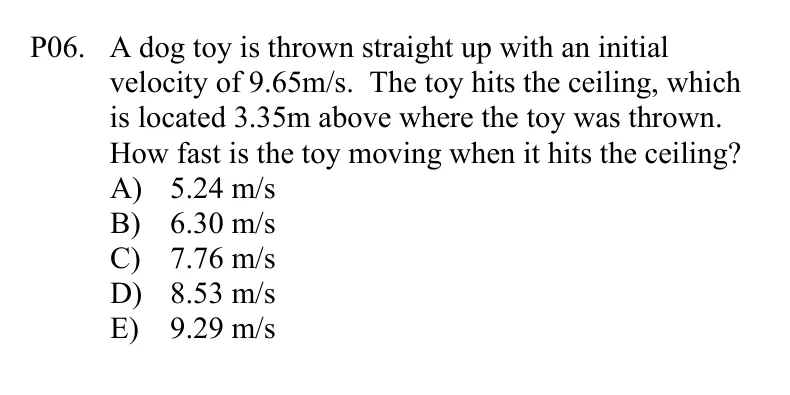 P06. A dog toy is thrown straight up with an initial
velocity of 9.65m/s. The toy hits the ceiling, which
is located 3.35m above where the toy was thrown.
How fast is the toy moving when it hits the ceiling?
A) 5.24 m/s
B) 6.30 m/s
C) 7.76 m/s
D) 8.53 m/s
E) 9.29 m/s